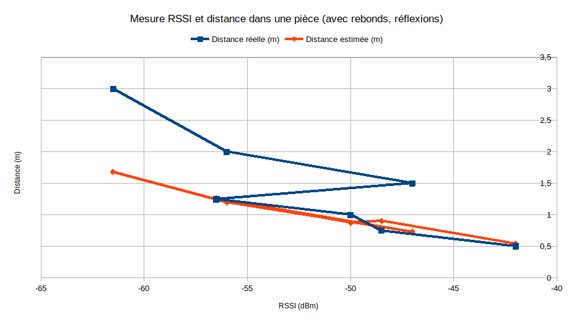 Mesure RSSI et distance dans une pièce (avec rebonds, réflexions)
Distance réelle (m) Distance estimée (m)
3,5
3
2,5
2
1,5
1
0,5
0
Distance (m)
-65 -60 -55 -50 -45 -40
RSSI (dBm)